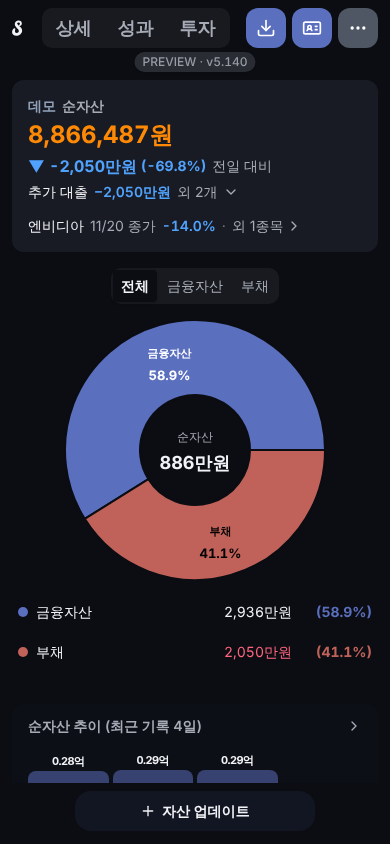 상세 성과 투자
PREVIEW · v5.140
데모 순자산
8,866,487원
▼ -2,050만원 (-69.8%) 전일 대비
추가 대출 −2,050만원 외 2개
엔비디아 11/20 종가 -14.0% · 외 1종목
전체 금융자산 부채
금융자산
58.9%
순자산
886만원
부채
41.1%
금융자산 2,936만원 (58.9%)
부채 2,050만원 (41.1%)
순자산 추이 (최근 기록 4일)
0.28억 0.29억 0.29억
+ 자산 업데이트